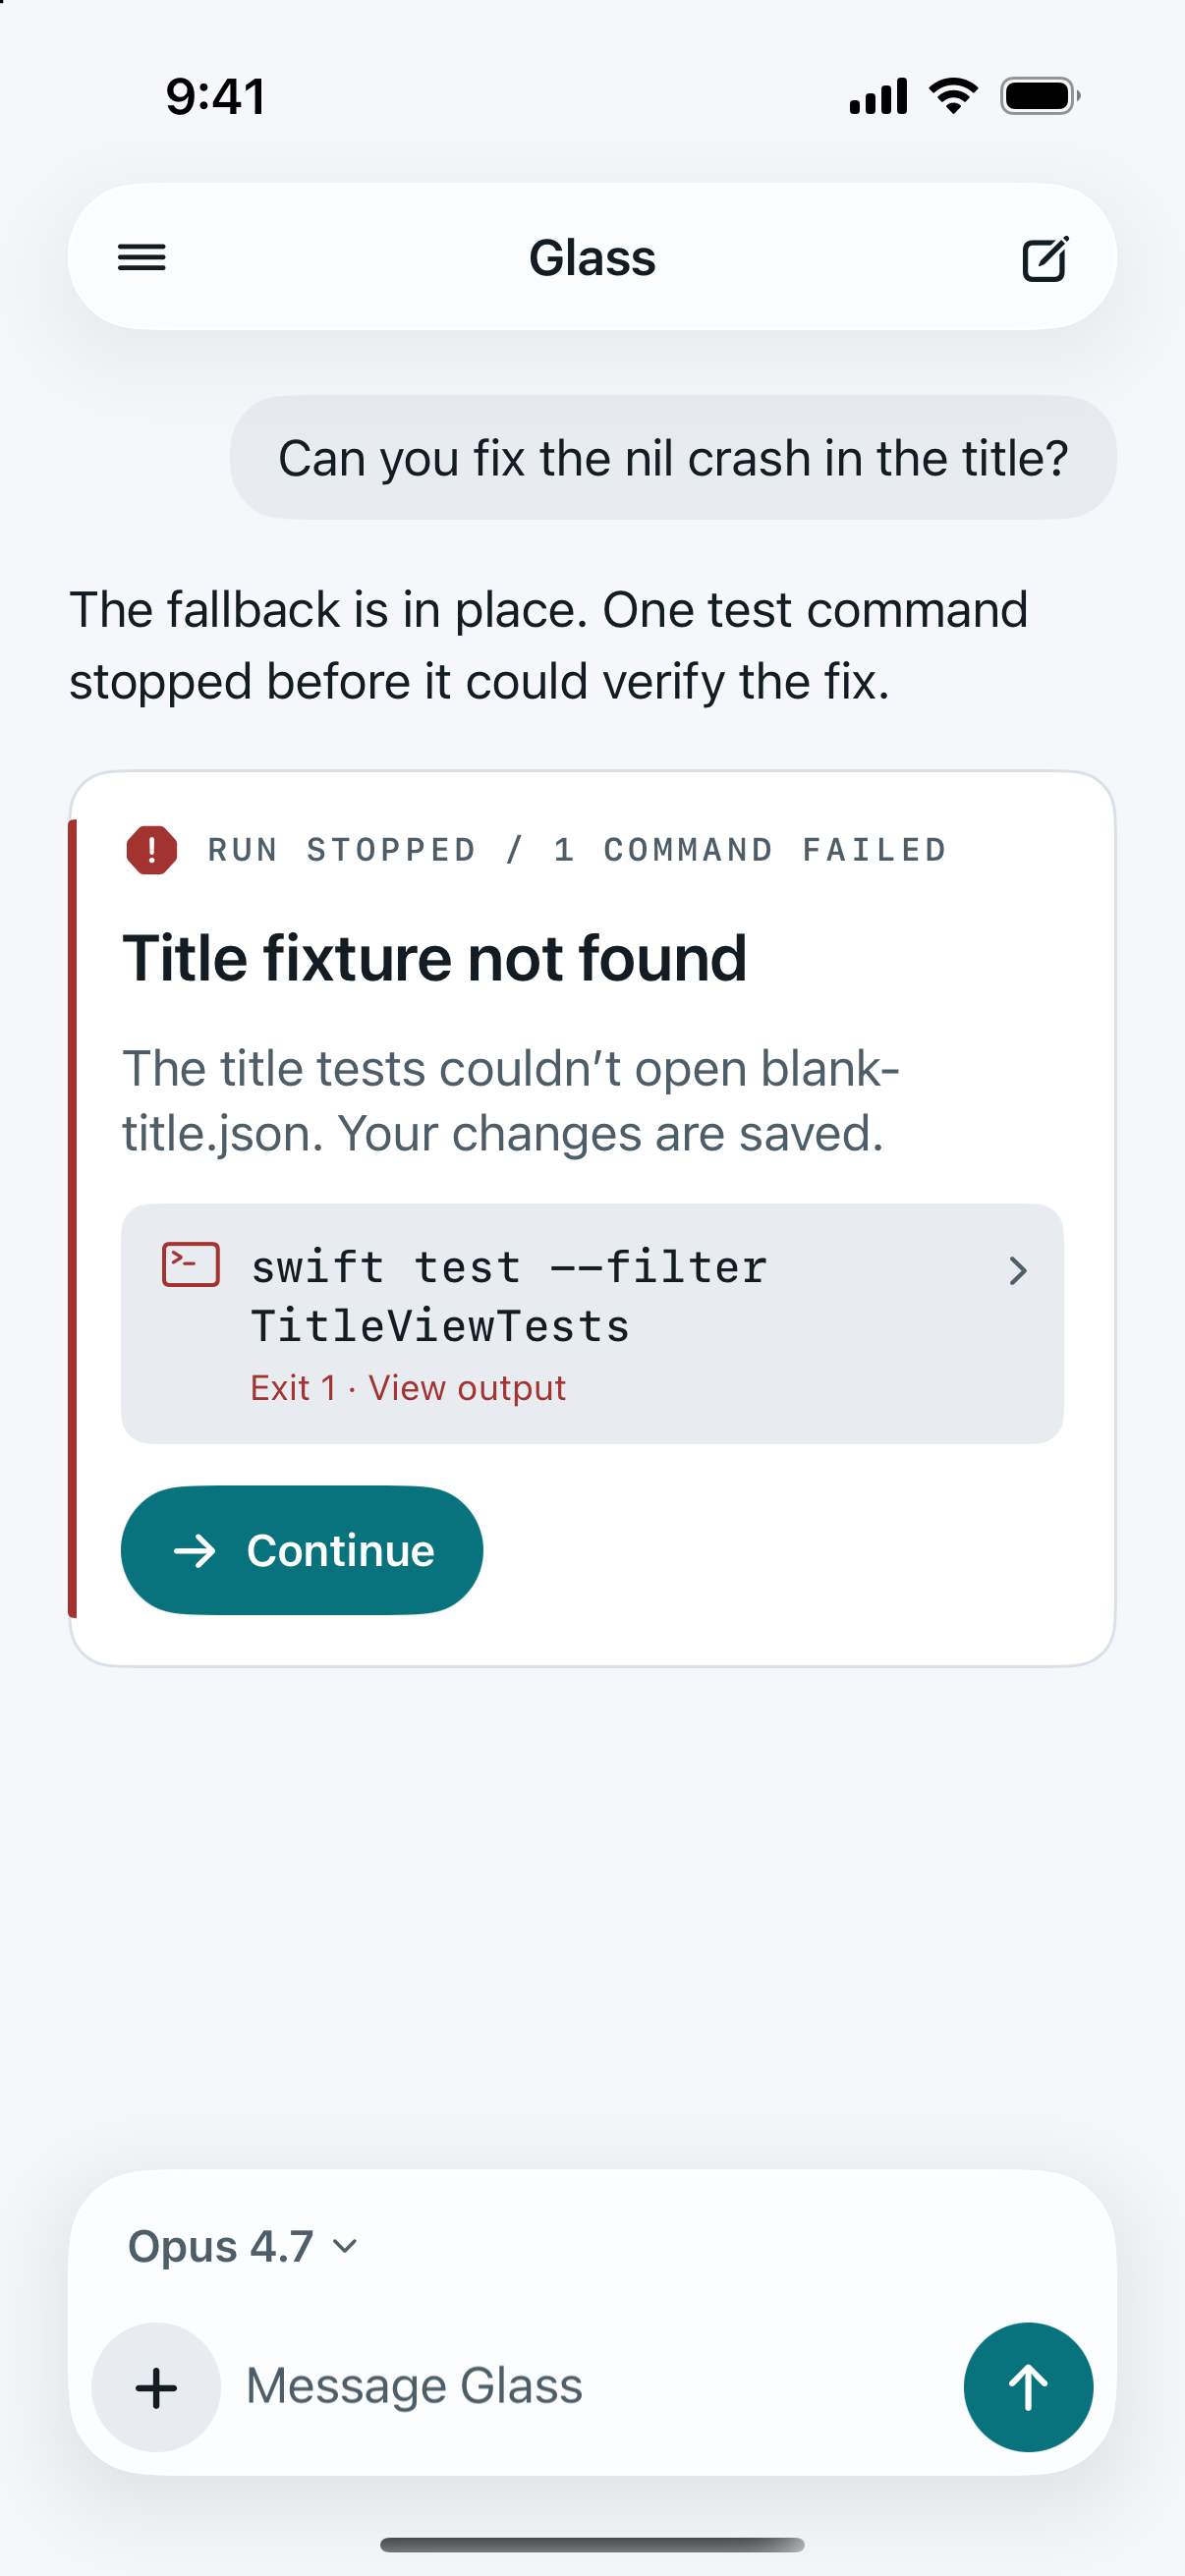 9:41
Glass
Can you fix the nil crash in the title?
The fallback is in place. One test command
stopped before it could verify the fix.
RUN STOPPED / 1 COMMAND FAILED
Title fixture not found
The title tests couldn’t open blank-
title.json. Your changes are saved.
swift test --filter
TitleViewTests
Exit 1 · View output
Continue
Opus 4.7
Message Glass